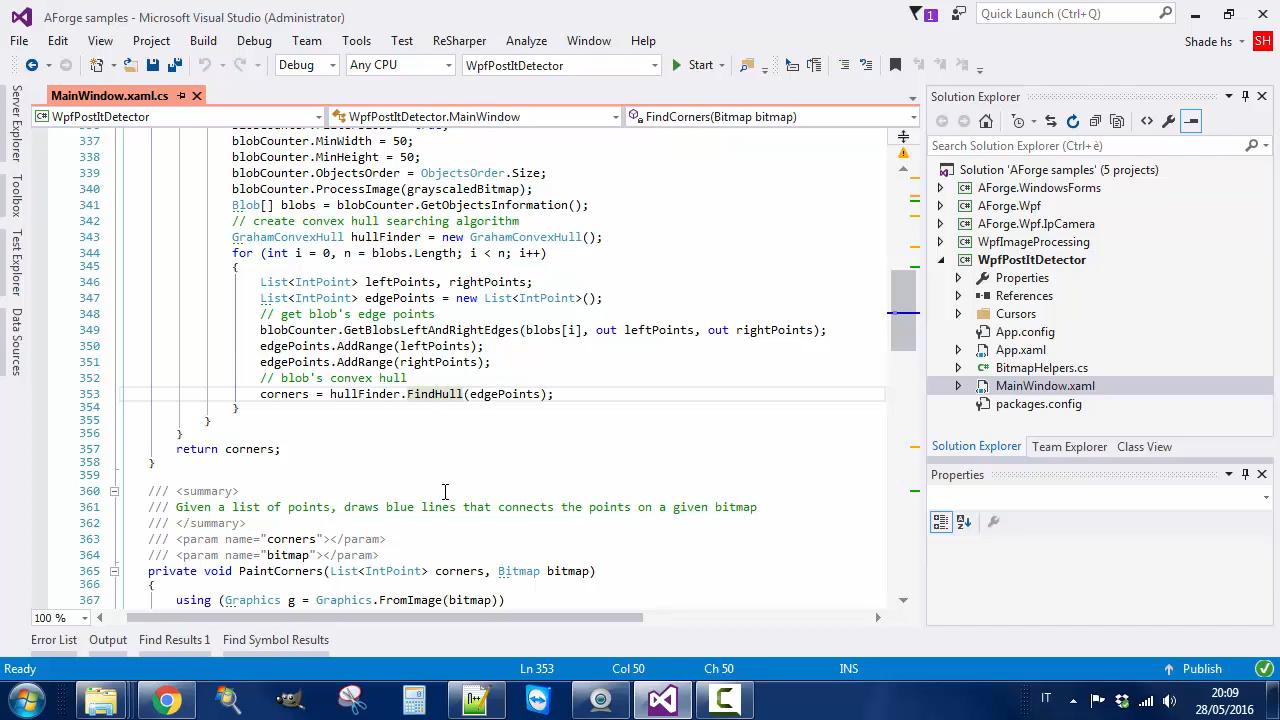 AForge samples - Microsoft Visual Studio (Administrator)
1
Quick Launch (Ctrl+Q)
File Edit View Project Build Debug Team Tools Test ReSharper Analyze Window Help
Shade hs
SH
Debug Any CPU WpfPostItDetector Start
MainWindow.xaml.cs
WpfPostItDetector WpfPostItDetector.MainWindow FindCorners(Bitmap bitmap)
Server Explorer
Toolbox
Test Explorer
Data Sources
337 blobCounter.MinWidth = 50;
338 blobCounter.MinHeight = 50;
339 blobCounter.ObjectsOrder = ObjectsOrder.Size;
340 blobCounter.ProcessImage(grayscaledBitmap);
341 Blob[] blobs = blobCounter.GetObjectsInformation();
342 // create convex hull searching algorithm
343 GrahamConvexHull hullFinder = new GrahamConvexHull();
344 for (int i = 0, n = blobs.Length; i < n; i++)
345 {
346 List<IntPoint> leftPoints, rightPoints;
347 List<IntPoint> edgePoints = new List<IntPoint>();
348 // get blob's edge points
349 blobCounter.GetBlobsLeftAndRightEdges(blobs[i], out leftPoints, out rightPoints);
350 edgePoints.AddRange(leftPoints);
351 edgePoints.AddRange(rightPoints);
352 // blob's convex hull
353 corners = hullFinder.FindHull(edgePoints);
354 }
355 }
356 }
357 return corners;
358 }
359
360 /// <summary>
361 /// Given a list of points, draws blue lines that connects the points on a given bitmap
362 /// </summary>
363 /// <param name="corners"></param>
364 /// <param name="bitmap"></param>
365 private void PaintCorners(List<IntPoint> corners, Bitmap bitmap)
366 {
367 using (Graphics g = Graphics.FromImage(bitmap))
100 %
Solution Explorer
Search Solution Explorer (Ctrl+è)
Solution 'AForge samples' (5 projects)
AForge.WindowsForms
AForge.Wpf
AForge.Wpf.IpCamera
WpfImageProcessing
WpfPostItDetector
Properties
References
Cursors
App.config
App.xaml
BitmapHelpers.cs
MainWindow.xaml
packages.config
Solution Explorer Team Explorer Class View
Properties
Error List Output Find Results 1 Find Symbol Results
Ready Ln 353 Col 50 Ch 50 INS Publish
IT
20:09
28/05/2016